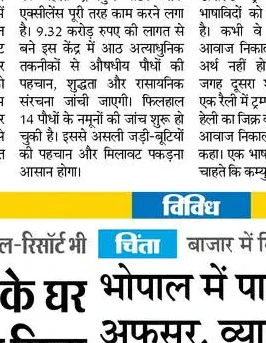 एक्सीलेंस पूरी तरह काम करने लगा
है। 9.32 करोड़ रुपए की लागत से
बने इस केंद्र में आठ अत्याधुनिक
तकनीकों से औषधीय पौधों की
पहचान, शुद्धता और रासायनिक
संरचना जांची जाएगी। फिलहाल
14 पौधों के नमूनों की जांच शुरू हो
चुकी है। इससे असली जड़ी-बूटियों
की पहचान और मिलावट पकड़ना
आसान होगा।
भाषाविदों को
है। कभी वे
आवाज निकाल
अर्थ नहीं हो
जगह दूसरा श
एक रैली में ट्रम्प
हेली का जिक्र क
आवाज निकाल
कहा। एक भाष
चाहते कि कम्यु
विविध
ल-रिसॉर्ट भी
चिंता
बाजार में
के घर
भोपाल में पा
अफसर, व्या